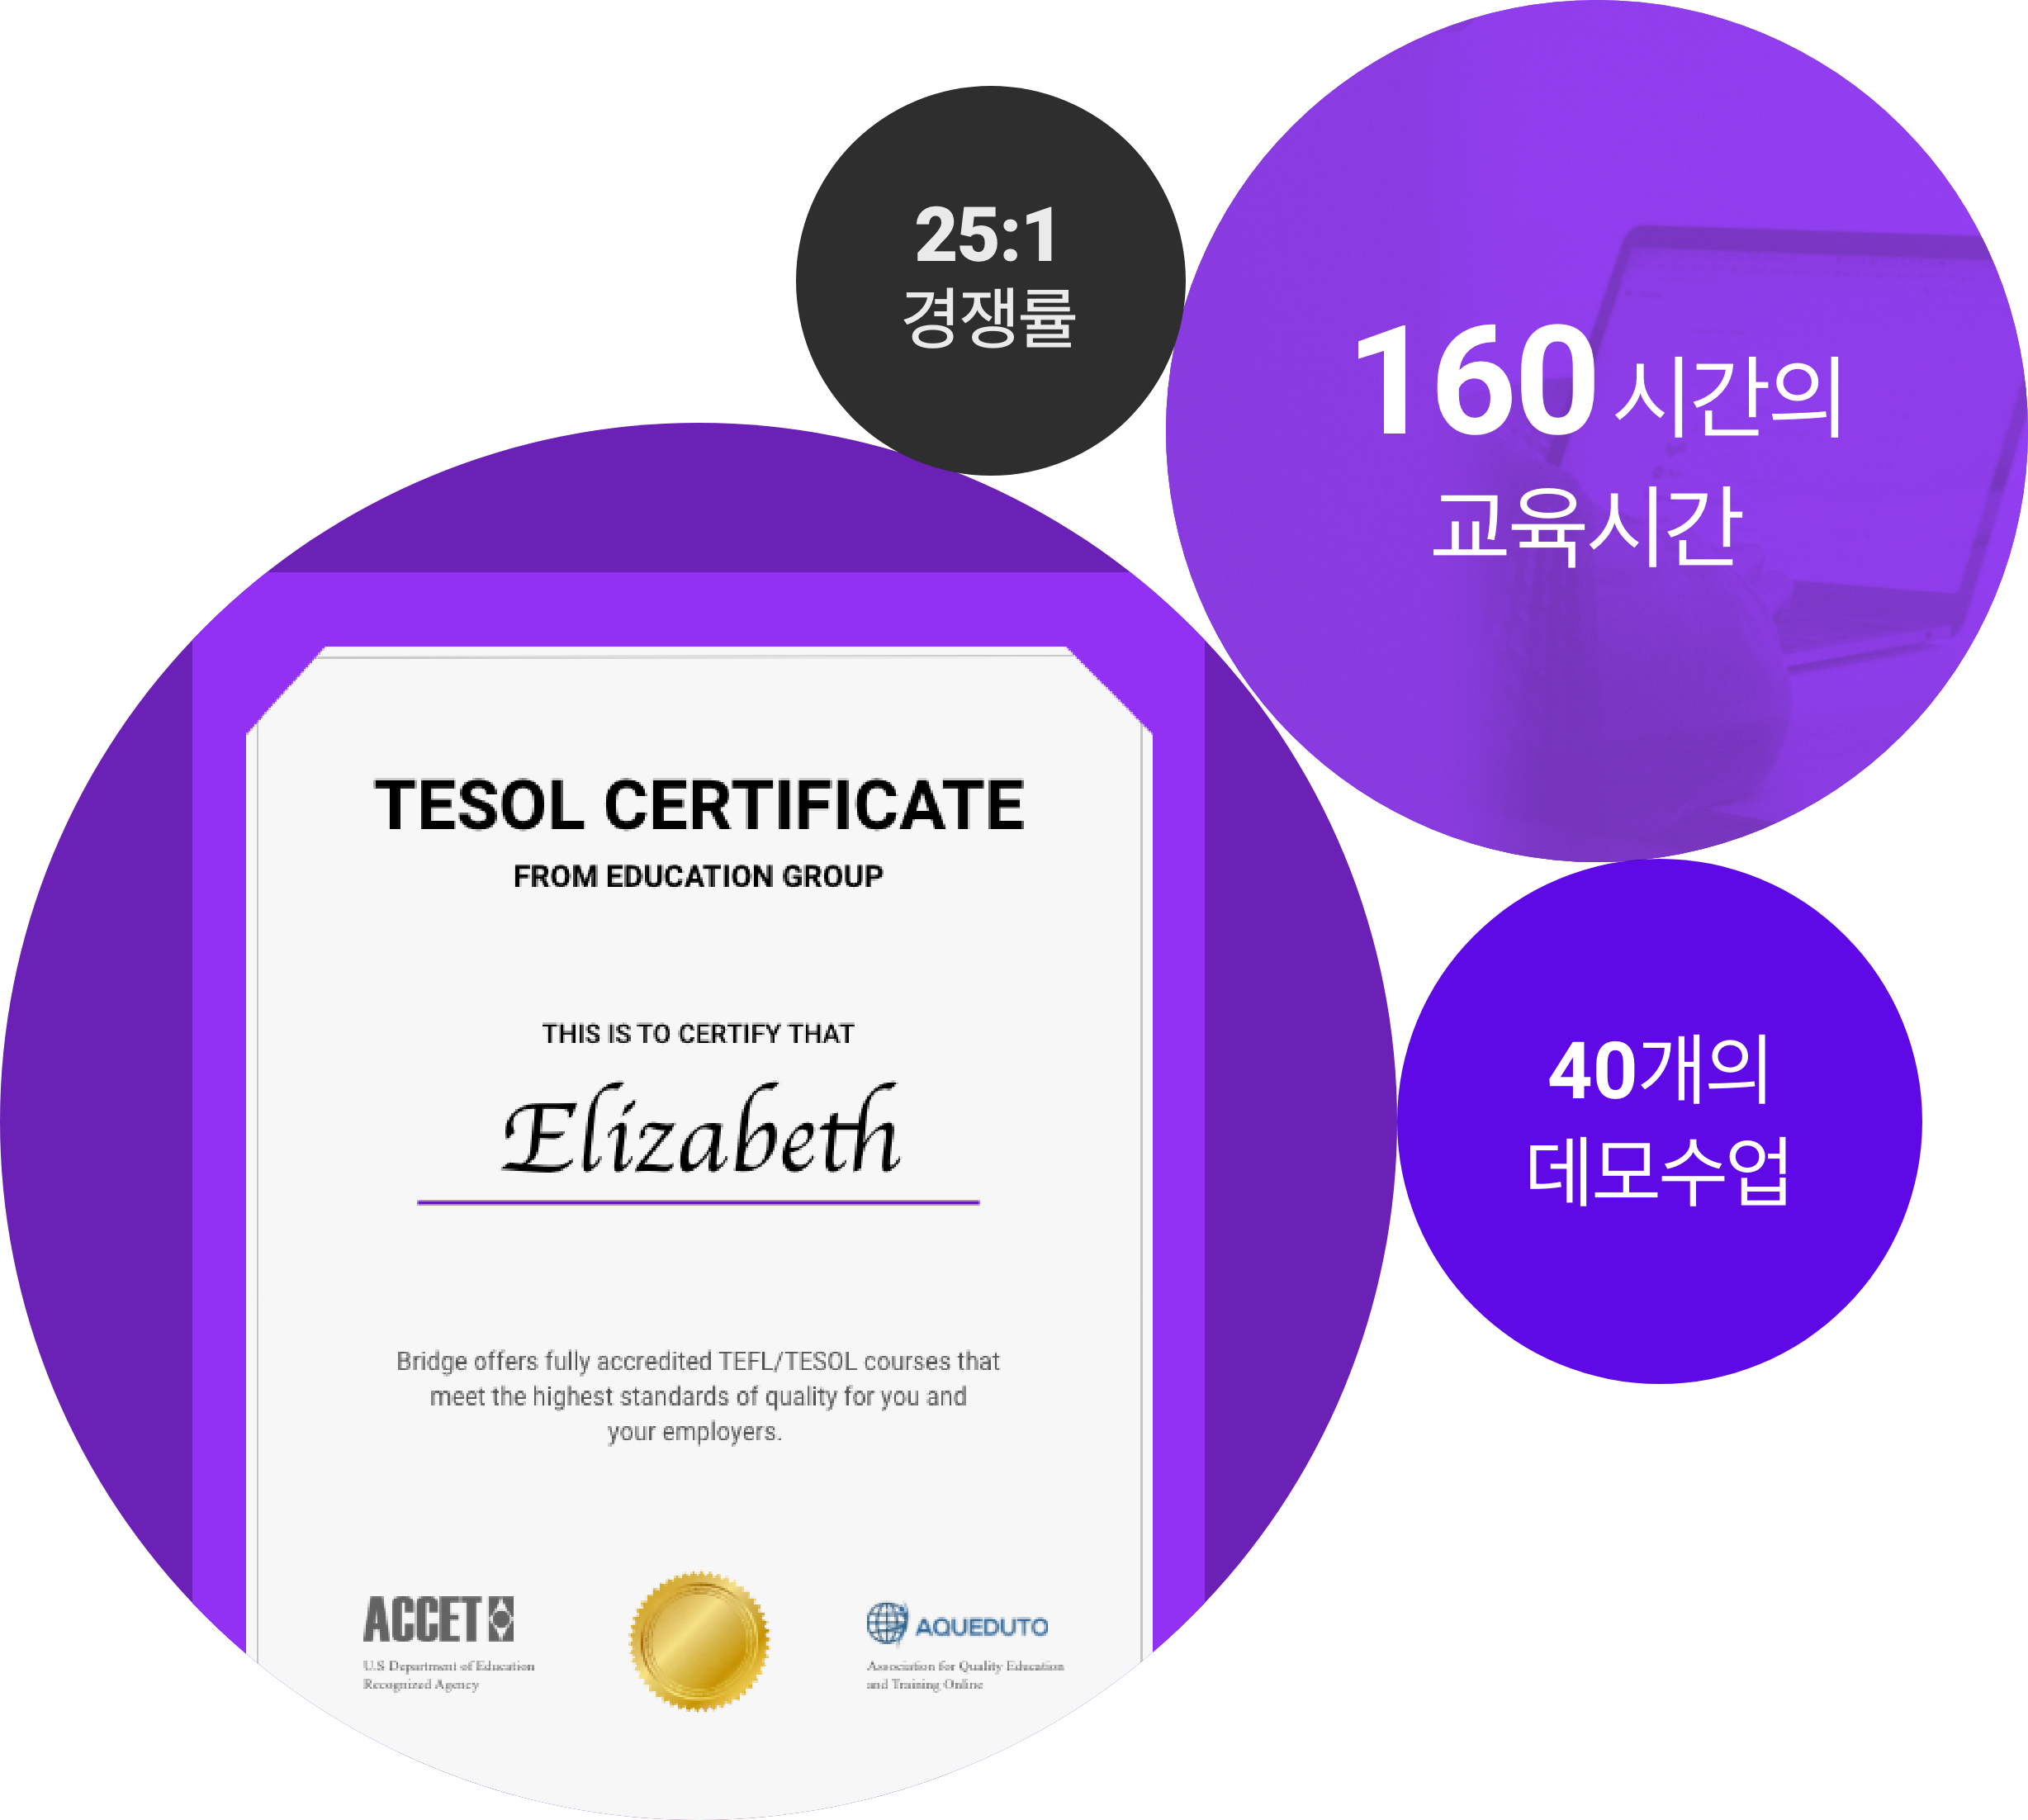 25:1
경쟁률
160 시간의
교육시간
TESOL CERTIFICATE
FROM EDUCATION GROUP
THIS IS TO CERTIFY THAT
Elizabeth
Bridge offers fully accredited TEFL/TESOL courses that
meet the highest standards of quality for you and
your employers.
ACCET
U.S Department of Education
Recognized Agency
AQUEDUTO
Association for Quality Education
and Training Online
40개의
데모수업